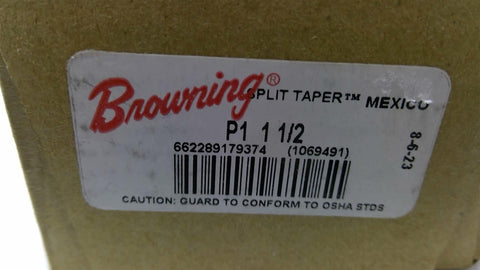 Browning® SPLIT TAPER™ MEXICO
P1 1 1/2
662289179374 (1069491)
8-6-23
CAUTION: GUARD TO CONFORM TO OSHA STDS